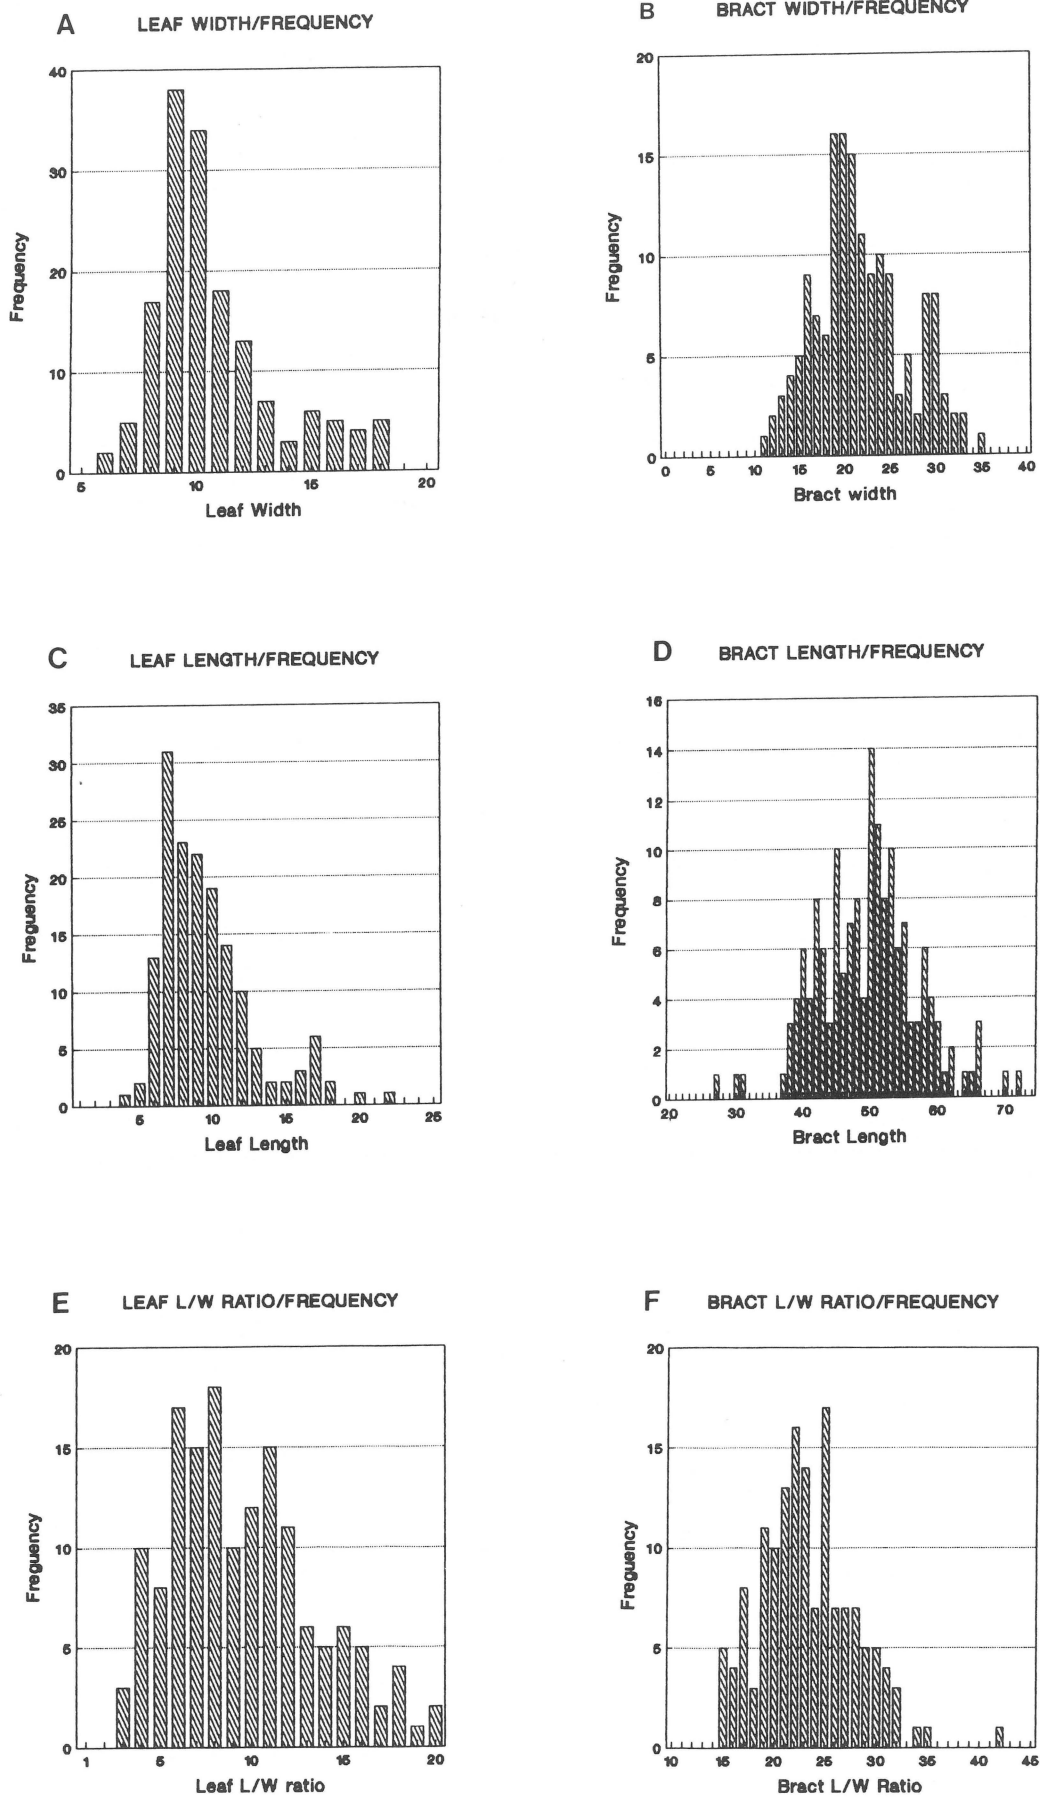 A LEAF WIDTH/FREQUENCY
40
30
20
10
0
Frequency
5 10 15 20
Leaf Width
B BRACT WIDTH/FREQUENCY
20
15
10
5
0
Freguency
0 5 10 15 20 25 30 35 40
Bract width
C LEAF LENGTH/FREQUENCY
35
30
25
20
15
10
5
0
Freguency
5 10 15 20 25
Leaf Length
D BRACT LENGTH/FREQUENCY
16
14
12
10
8
6
4
2
0
Frequency
20 30 40 50 60 70
Bract Length
E LEAF L/W RATIO/FREQUENCY
20
15
10
5
0
Freguency
1 5 10 15 20
Leaf L/W ratio
F BRACT L/W RATIO/FREQUENCY
20
15
10
5
0
Freguency
10 15 20 25 30 35 40 45
Bract L/W Ratio